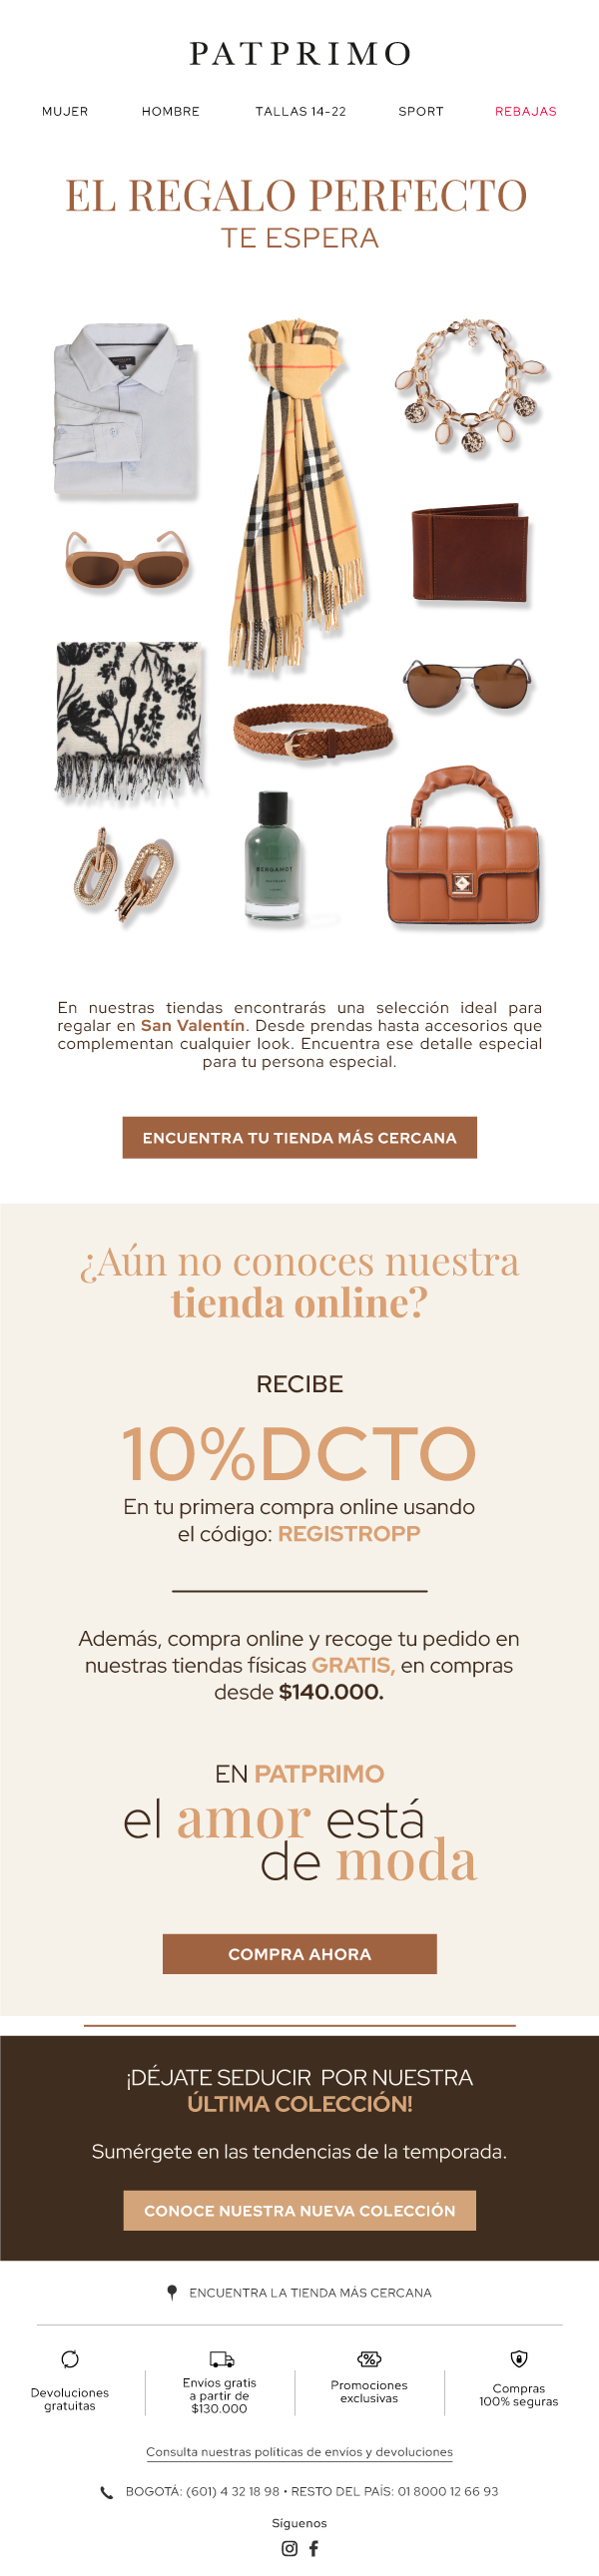 PATPRIMO
MUJER HOMBRE TALLAS 14-22 SPORT REBAJAS
EL REGALO PERFECTO
TE ESPERA
BERGAMOT
En nuestras tiendas encontrarás una selección ideal para
regalar en San Valentín. Desde prendas hasta accesorios que
complementan cualquier look. Encuentra ese detalle especial
para tu persona especial.
ENCUENTRA TU TIENDA MÁS CERCANA
¿Aún no conoces nuestra
tienda online?
RECIBE
10%DCTO
En tu primera compra online usando
el código: REGISTROPP
Además, compra online y recoge tu pedido en
nuestras tiendas físicas GRATIS, en compras
desde $140.000.
EN PATPRIMO
el amor está
de moda
COMPRA AHORA
¡DÉJATE SEDUCIR POR NUESTRA
ÚLTIMA COLECCIÓN!
Sumérgete en las tendencias de la temporada.
CONOCE NUESTRA NUEVA COLECCIÓN
ENCUENTRA LA TIENDA MÁS CERCANA
Devoluciones
gratuitas
Envíos gratis
a partir de
$130.000
Promociones
exclusivas
Compras
100% seguras
Consulta nuestras políticas de envíos y devoluciones
BOGOTÁ: (601) 4 32 18 98 • RESTO DEL PAÍS: 01 8000 12 66 93
Síguenos